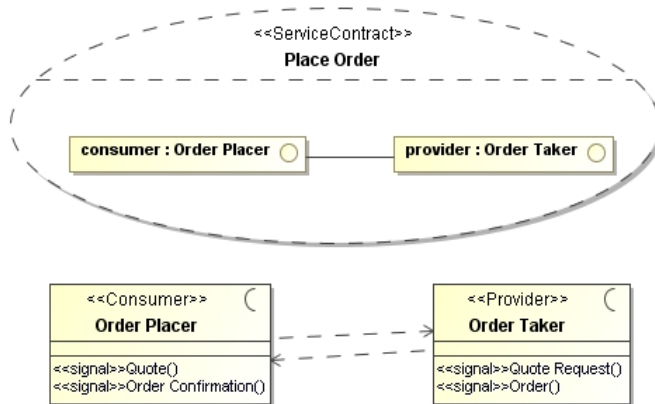 <<ServiceContract>>
Place Order
consumer : Order Placer
provider : Order Taker
<<Consumer>>
Order Placer
<<signal>>Quote()
<<signal>>Order Confirmation()
<<Provider>>
Order Taker
<<signal>>Quote Request()
<<signal>>Order()